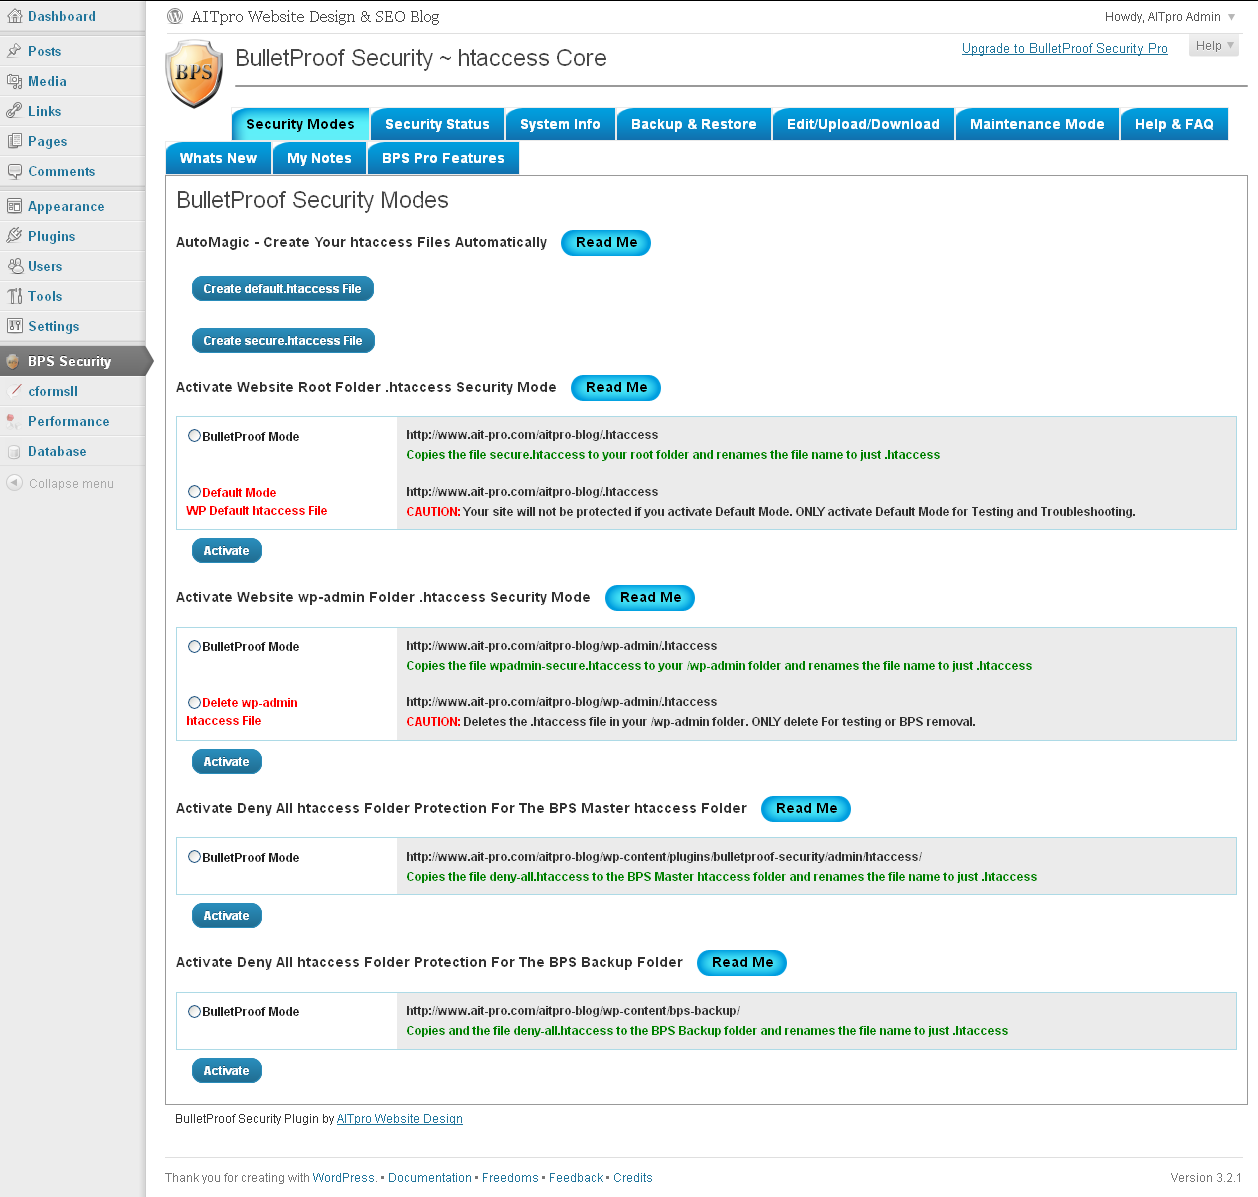 Dashboard
Posts
Media
Links
Pages
Comments
Appearance
Plugins
Users
Tools
Settings
BPS Security
cformsII
Performance
Database
Collapse menu
AITpro Website Design & SEO Blog
Howdy, AITpro Admin
BPS
BulletProof Security ~ htaccess Core
Upgrade to BulletProof Security Pro
Help
Security Modes
Security Status
System Info
Backup & Restore
Edit/Upload/Download
Maintenance Mode
Help & FAQ
Whats New
My Notes
BPS Pro Features
BulletProof Security Modes
AutoMagic - Create Your htaccess Files Automatically
Read Me
Create default.htaccess File
Create secure.htaccess File
Activate Website Root Folder .htaccess Security Mode
Read Me
BulletProof Mode
http://www.ait-pro.com/aitpro-blog/.htaccess
Copies the file secure.htaccess to your root folder and renames the file name to just .htaccess
Default Mode
WP Default htaccess File
http://www.ait-pro.com/aitpro-blog/.htaccess
CAUTION: Your site will not be protected if you activate Default Mode. ONLY activate Default Mode for Testing and Troubleshooting.
Activate
Activate Website wp-admin Folder .htaccess Security Mode
Read Me
BulletProof Mode
http://www.ait-pro.com/aitpro-blog/wp-admin/.htaccess
Copies the file wpadmin-secure.htaccess to your /wp-admin folder and renames the file name to just .htaccess
Delete wp-admin
htaccess File
http://www.ait-pro.com/aitpro-blog/wp-admin/.htaccess
CAUTION: Deletes the .htaccess file in your /wp-admin folder. ONLY delete For testing or BPS removal.
Activate
Activate Deny All htaccess Folder Protection For The BPS Master htaccess Folder
Read Me
BulletProof Mode
http://www.ait-pro.com/aitpro-blog/wp-content/plugins/bulletproof-security/admin/htaccess/
Copies the file deny-all.htaccess to the BPS Master htaccess folder and renames the file name to just .htaccess
Activate
Activate Deny All htaccess Folder Protection For The BPS Backup Folder
Read Me
BulletProof Mode
http://www.ait-pro.com/aitpro-blog/wp-content/bps-backup/
Copies and the file deny-all.htaccess to the BPS Backup folder and renames the file name to just .htaccess
Activate
BulletProof Security Plugin by AITpro Website Design
Thank you for creating with WordPress. • Documentation • Freedoms • Feedback • Credits
Version 3.2.1